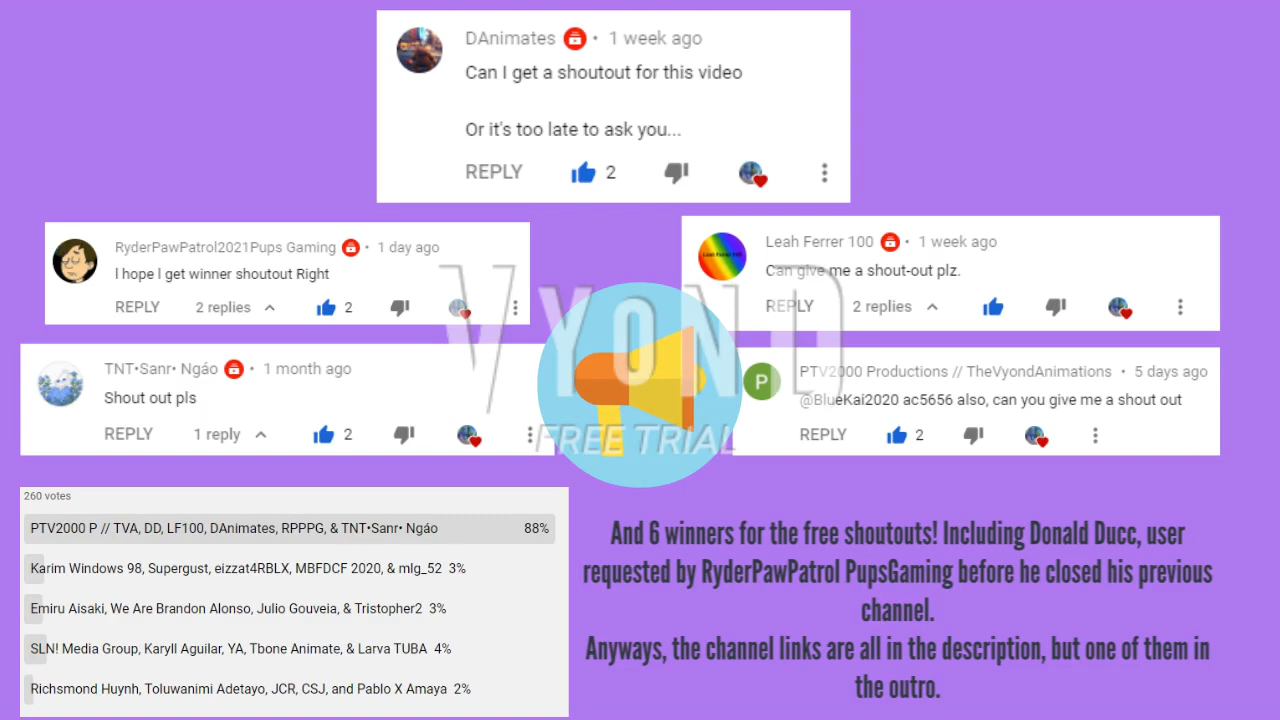 DAnimates • 1 week ago
Can I get a shoutout for this video
Or it's too late to ask you...
REPLY 2
RyderPawPatrol2021Pups Gaming • 1 day ago
I hope I get winner shoutout Right
REPLY 2 replies 2
Leah Ferrer 100 • 1 week ago
Leah Ferrer 100
Can give me a shout-out plz.
REPLY 2 replies
VYOND
FREE TRIAL
TNT•Sanr• Ngáo • 1 month ago
Shout out pls
REPLY 1 reply 2
P
PTV2000 Productions // TheVyondAnimations • 5 days ago
@BlueKai2020 ac5656 also, can you give me a shout out
REPLY 2
260 votes
PTV2000 P // TVA, DD, LF100, DAnimates, RPPPG, & TNT•Sanr• Ngáo 88%
Karim Windows 98, Supergust, eizzat4RBLX, MBFDCF 2020, & mlg_52 3%
Emiru Aisaki, We Are Brandon Alonso, Julio Gouveia, & Tristopher2 3%
SLN! Media Group, Karyll Aguilar, YA, Tbone Animate, & Larva TUBA 4%
Richsmond Huynh, Toluwanimi Adetayo, JCR, CSJ, and Pablo X Amaya 2%
And 6 winners for the free shoutouts! Including Donald Ducc, user
requested by RyderPawPatrol PupsGaming before he closed his previous
channel.
Anyways, the channel links are all in the description, but one of them in
the outro.